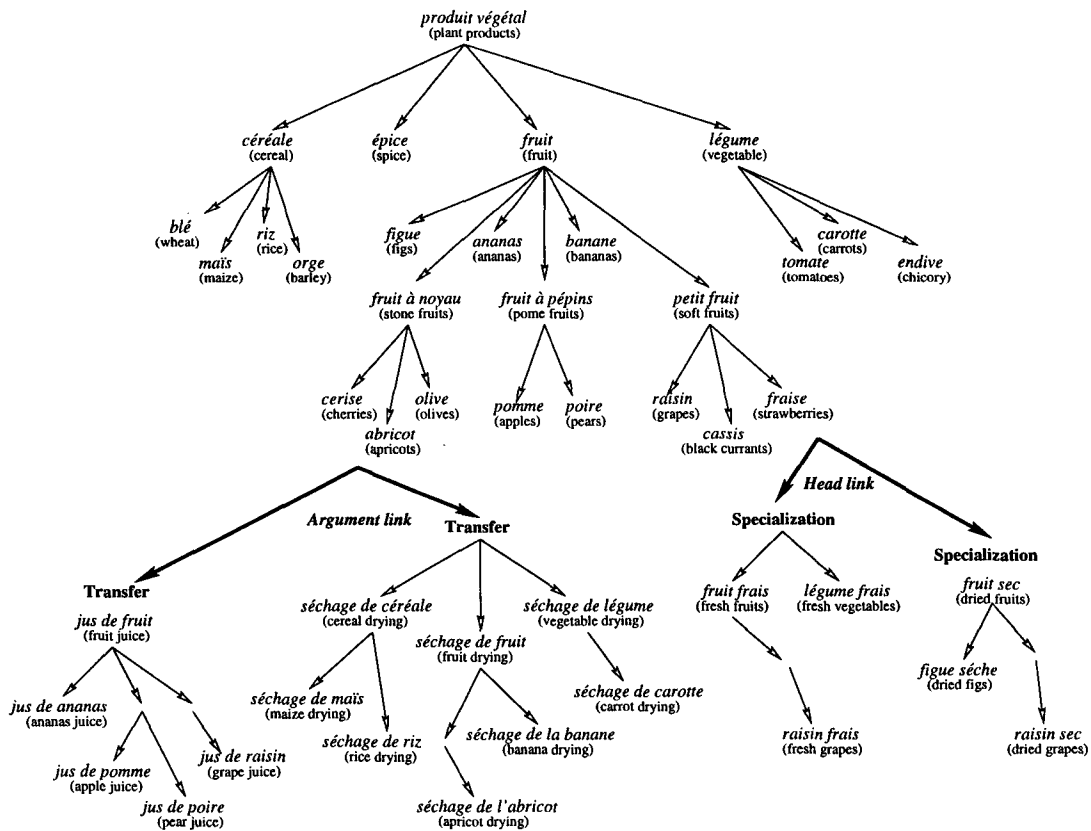 produit végétal
(plant products)
céréale
(cereal)
épice
(spice)
fruit
(fruit)
légume
(vegetable)
blé
(wheat)
riz
(rice)
maïs
(maize)
orge
(barley)
figue
(figs)
ananas
(ananas)
banane
(bananas)
carotte
(carrots)
tomate
(tomatoes)
endive
(chicory)
fruit à noyau
(stone fruits)
fruit à pépins
(pome fruits)
petit fruit
(soft fruits)
cerise
(cherries)
olive
(olives)
abricot
(apricots)
pomme
(apples)
poire
(pears)
raisin
(grapes)
fraise
(strawberries)
cassis
(black currants)
Argument link
Head link
Transfer
jus de fruit
(fruit juice)
jus de ananas
(ananas juice)
jus de pomme
(apple juice)
jus de raisin
(grape juice)
jus de poire
(pear juice)
Transfer
séchage de céréale
(cereal drying)
séchage de légume
(vegetable drying)
séchage de fruit
(fruit drying)
séchage de maïs
(maize drying)
séchage de riz
(rice drying)
séchage de la banane
(banana drying)
séchage de carotte
(carrot drying)
séchage de l'abricot
(apricot drying)
Specialization
fruit frais
(fresh fruits)
légume frais
(fresh vegetables)
raisin frais
(fresh grapes)
Specialization
fruit sec
(dried fruits)
figue séche
(dried figs)
raisin sec
(dried grapes)